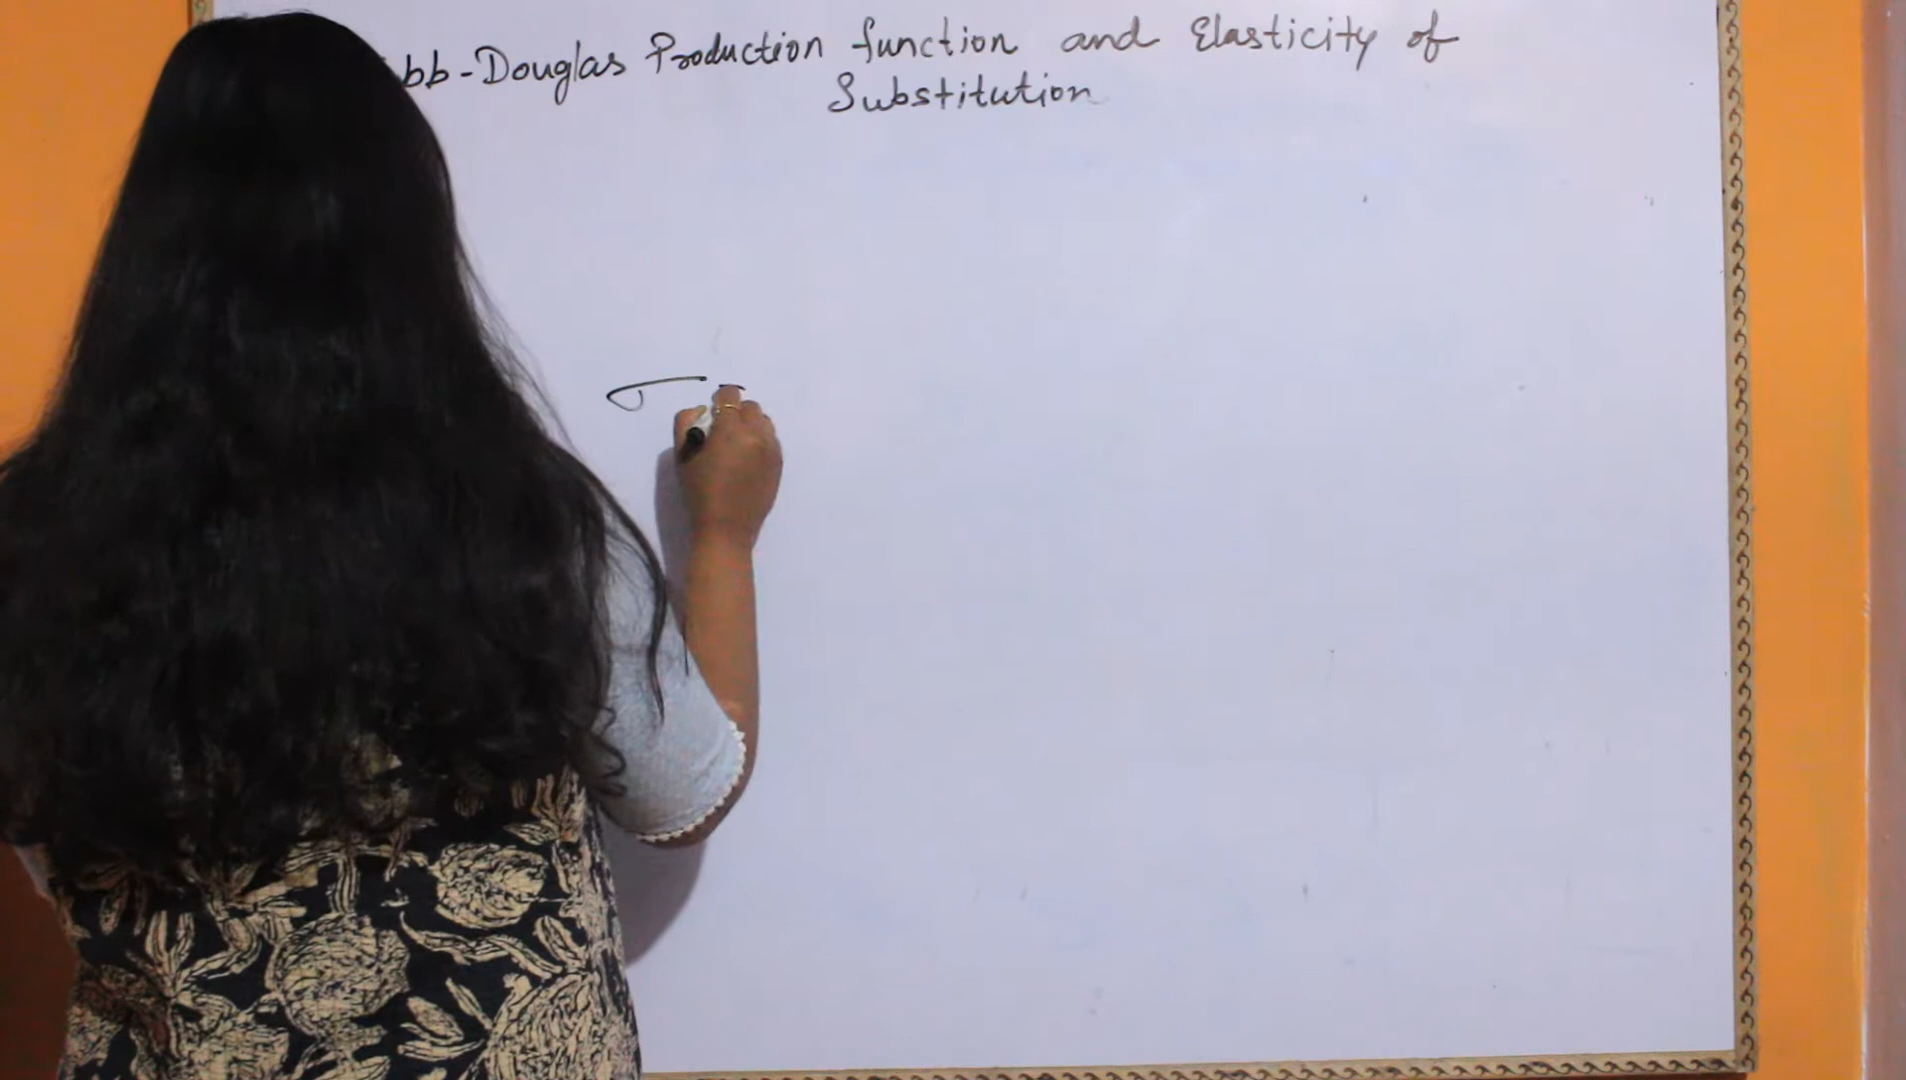 bb-Douglas Production function and Elasticity of
Substitution
σ =